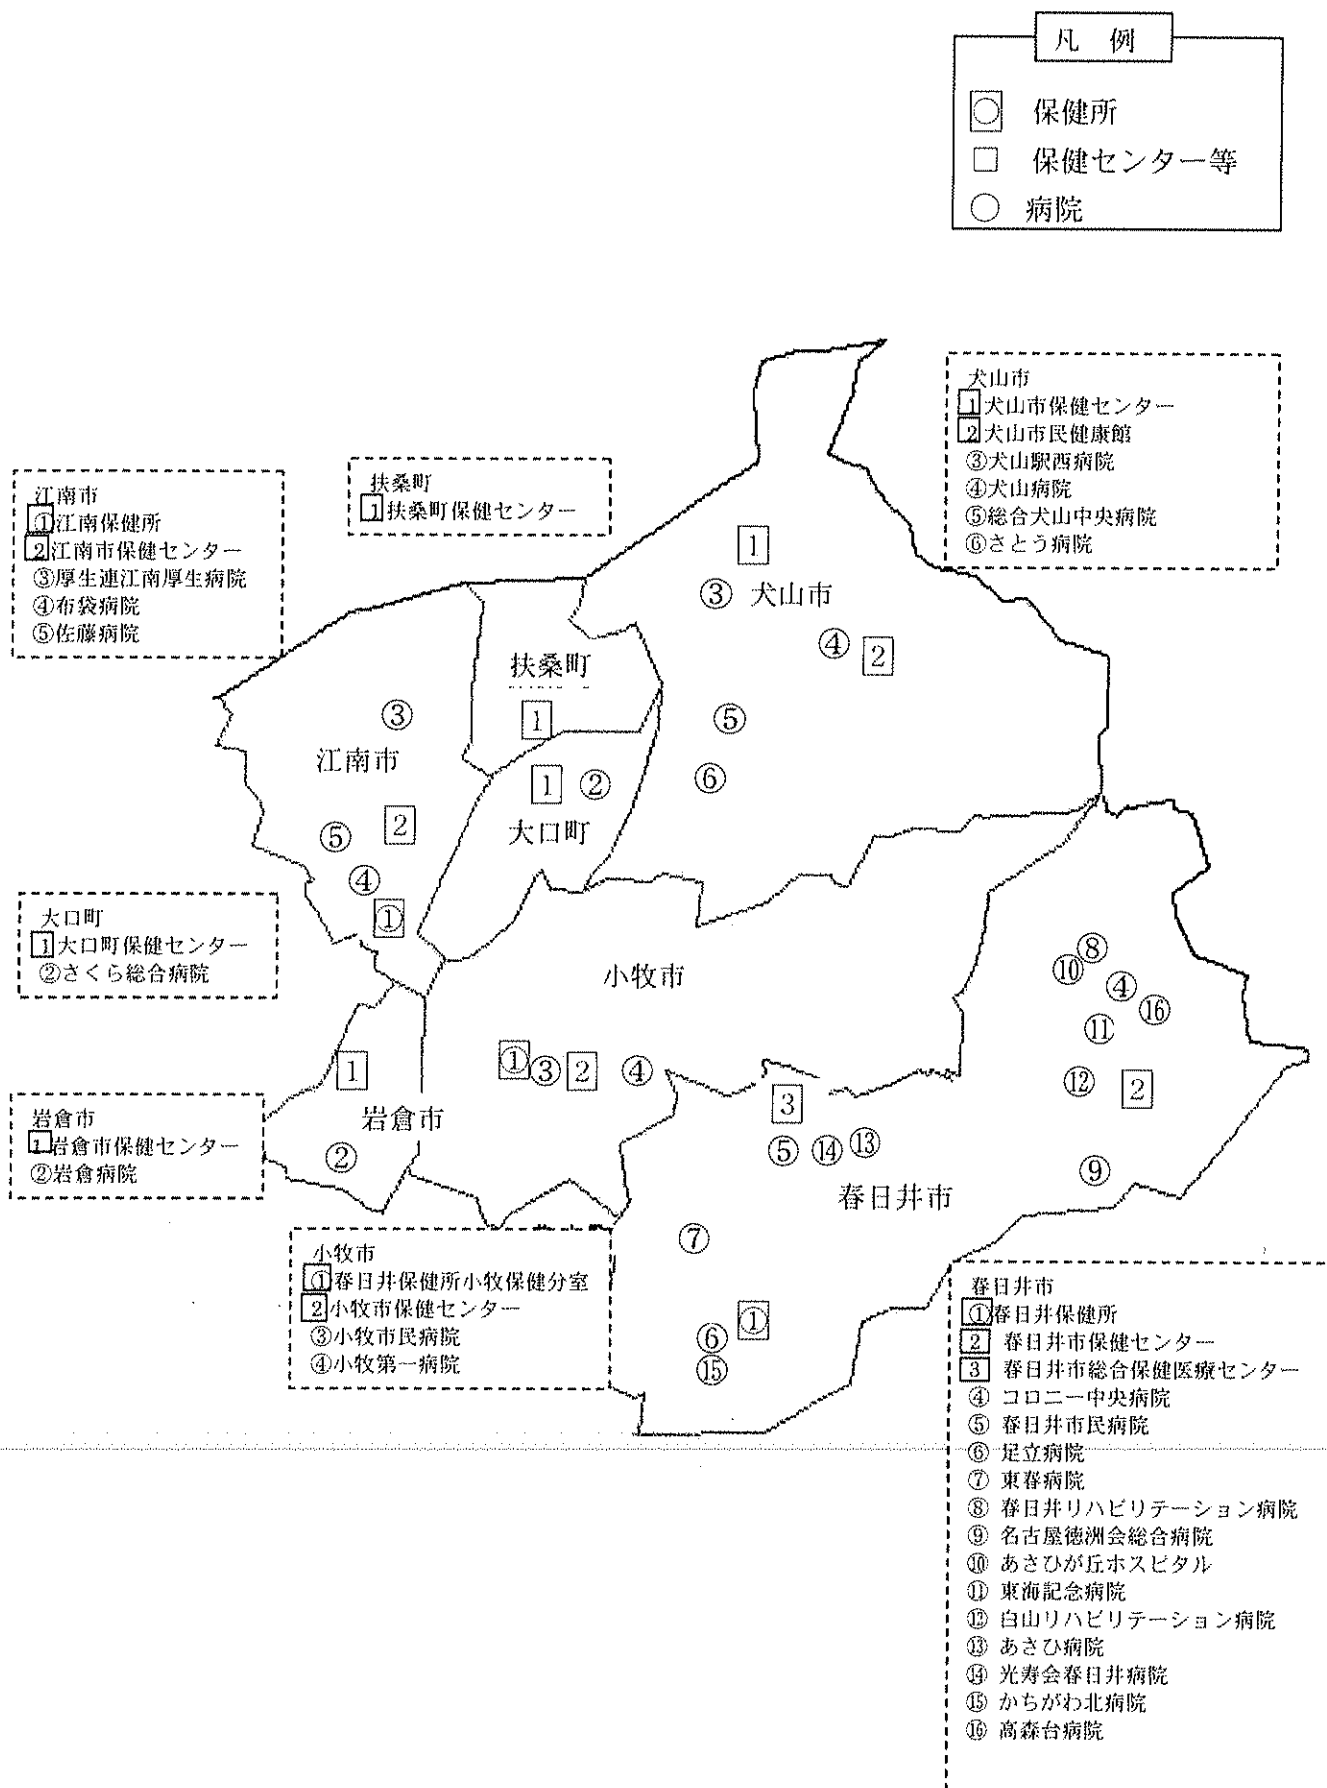 凡 例
保健所
保健センター等
病院
犬山市
1犬山市保健センター
2犬山市民健康館
③犬山駅西病院
④犬山病院
⑤総合犬山中央病院
⑥さとう病院
扶桑町
1扶桑町保健センター
江南市
①江南保健所
2江南市保健センター
③厚生連江南厚生病院
④布袋病院
⑤佐藤病院
1
③ 犬山市
④ 2
扶桑町
③
1
⑤
江南市
1 ②
⑥
⑤ 2
大口町
④
①
大口町
1大口町保健センター
②さくら総合病院
小牧市
⑧
⑩
④
⑯
⑪
1
① ③ 2 ④
⑫ 2
3
岩倉市
1岩倉市保健センター
②岩倉病院
岩倉市
②
⑤ ⑭ ⑬
⑨
春日井市
⑦
①
⑥
⑮
小牧市
①春日井保健所小牧保健分室
2小牧市保健センター
③小牧市民病院
④小牧第一病院
春日井市
①春日井保健所
2 春日井市保健センター
3 春日井市総合保健医療センター
④ コロニー中央病院
⑤ 春日井市民病院
⑥ 足立病院
⑦ 東春病院
⑧ 春日井リハビリテーション病院
⑨ 名古屋徳洲会総合病院
⑩ あさひが丘ホスピタル
⑪ 東海記念病院
⑫ 白山リハビリテーション病院
⑬ あさひ病院
⑭ 光寿会春日井病院
⑮ かちがわ北病院
⑯ 高森台病院